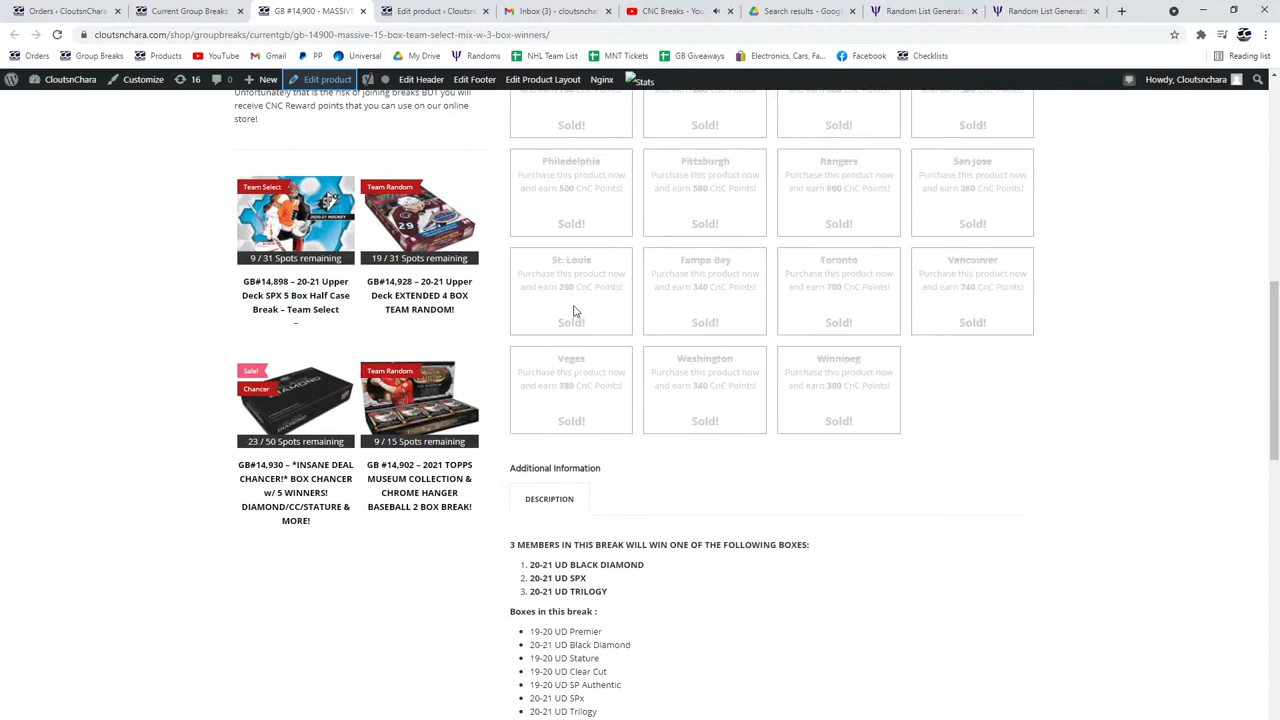 Orders ‹ CloutsnChara
Current Group Breaks
GB #14,900 - MASSIVE
Edit product ‹ Cloutsn
Inbox (3) - cloutsnchar
CNC Breaks - YouT
Search results - Googl
Random List Generator
Random List Generator
cloutsnchara.com/shop/groupbreaks/currentgb/gb-14900-massive-15-box-team-select-mix-w-3-box-winners/
Orders
Group Breaks
Products
YouTube
Gmail
PP
Universal
My Drive
Randoms
NHL Team List
MNT Tickets
GB Giveaways
Electronics, Cars, Fa...
Facebook
Checklists
Reading list
CloutsnChara
Customize
16
0
New
Edit product
Edit Header
Edit Footer
Edit Product Layout
Nginx
Stats
Howdy, Cloutsnchara
Unfortunately that is the risk of joining breaks BUT you will
receive CNC Reward points that you can use on our online
store!
Sold!
Sold!
Sold!
Sold!
Philadelphia
Purchase this product now
and earn 500 CnC Points!
Sold!
Pittsburgh
Purchase this product now
and earn 580 CnC Points!
Sold!
Rangers
Purchase this product now
and earn 600 CnC Points!
Sold!
San Jose
Purchase this product now
and earn 260 CnC Points!
Sold!
St. Louis
Purchase this product now
and earn 260 CnC Points!
Sold!
Tampa Bay
Purchase this product now
and earn 340 CnC Points!
Sold!
Toronto
Purchase this product now
and earn 700 CnC Points!
Sold!
Vancouver
Purchase this product now
and earn 740 CnC Points!
Sold!
Vegas
Purchase this product now
and earn 380 CnC Points!
Sold!
Washington
Purchase this product now
and earn 340 CnC Points!
Sold!
Winnipeg
Purchase this product now
and earn 300 CnC Points!
Sold!
Team Select
9 / 31 Spots remaining
GB#14,898 – 20-21 Upper
Deck SPX 5 Box Half Case
Break – Team Select
–
Team Random
19 / 31 Spots remaining
GB#14,928 – 20-21 Upper
Deck EXTENDED 4 BOX
TEAM RANDOM!
Sale!
Chancer
23 / 50 Spots remaining
GB#14,930 – *INSANE DEAL
CHANCER!* BOX CHANCER
w/ 5 WINNERS!
DIAMOND/CC/STATURE &
MORE!
Team Random
9 / 15 Spots remaining
GB #14,902 – 2021 TOPPS
MUSEUM COLLECTION &
CHROME HANGER
BASEBALL 2 BOX BREAK!
Additional Information
DESCRIPTION
3 MEMBERS IN THIS BREAK WILL WIN ONE OF THE FOLLOWING BOXES:
1. 20-21 UD BLACK DIAMOND
2. 20-21 UD SPX
3. 20-21 UD TRILOGY
Boxes in this break :
19-20 UD Premier
20-21 UD Black Diamond
19-20 UD Stature
19-20 UD Clear Cut
19-20 UD SP Authentic
20-21 UD SPx
20-21 UD Trilogy